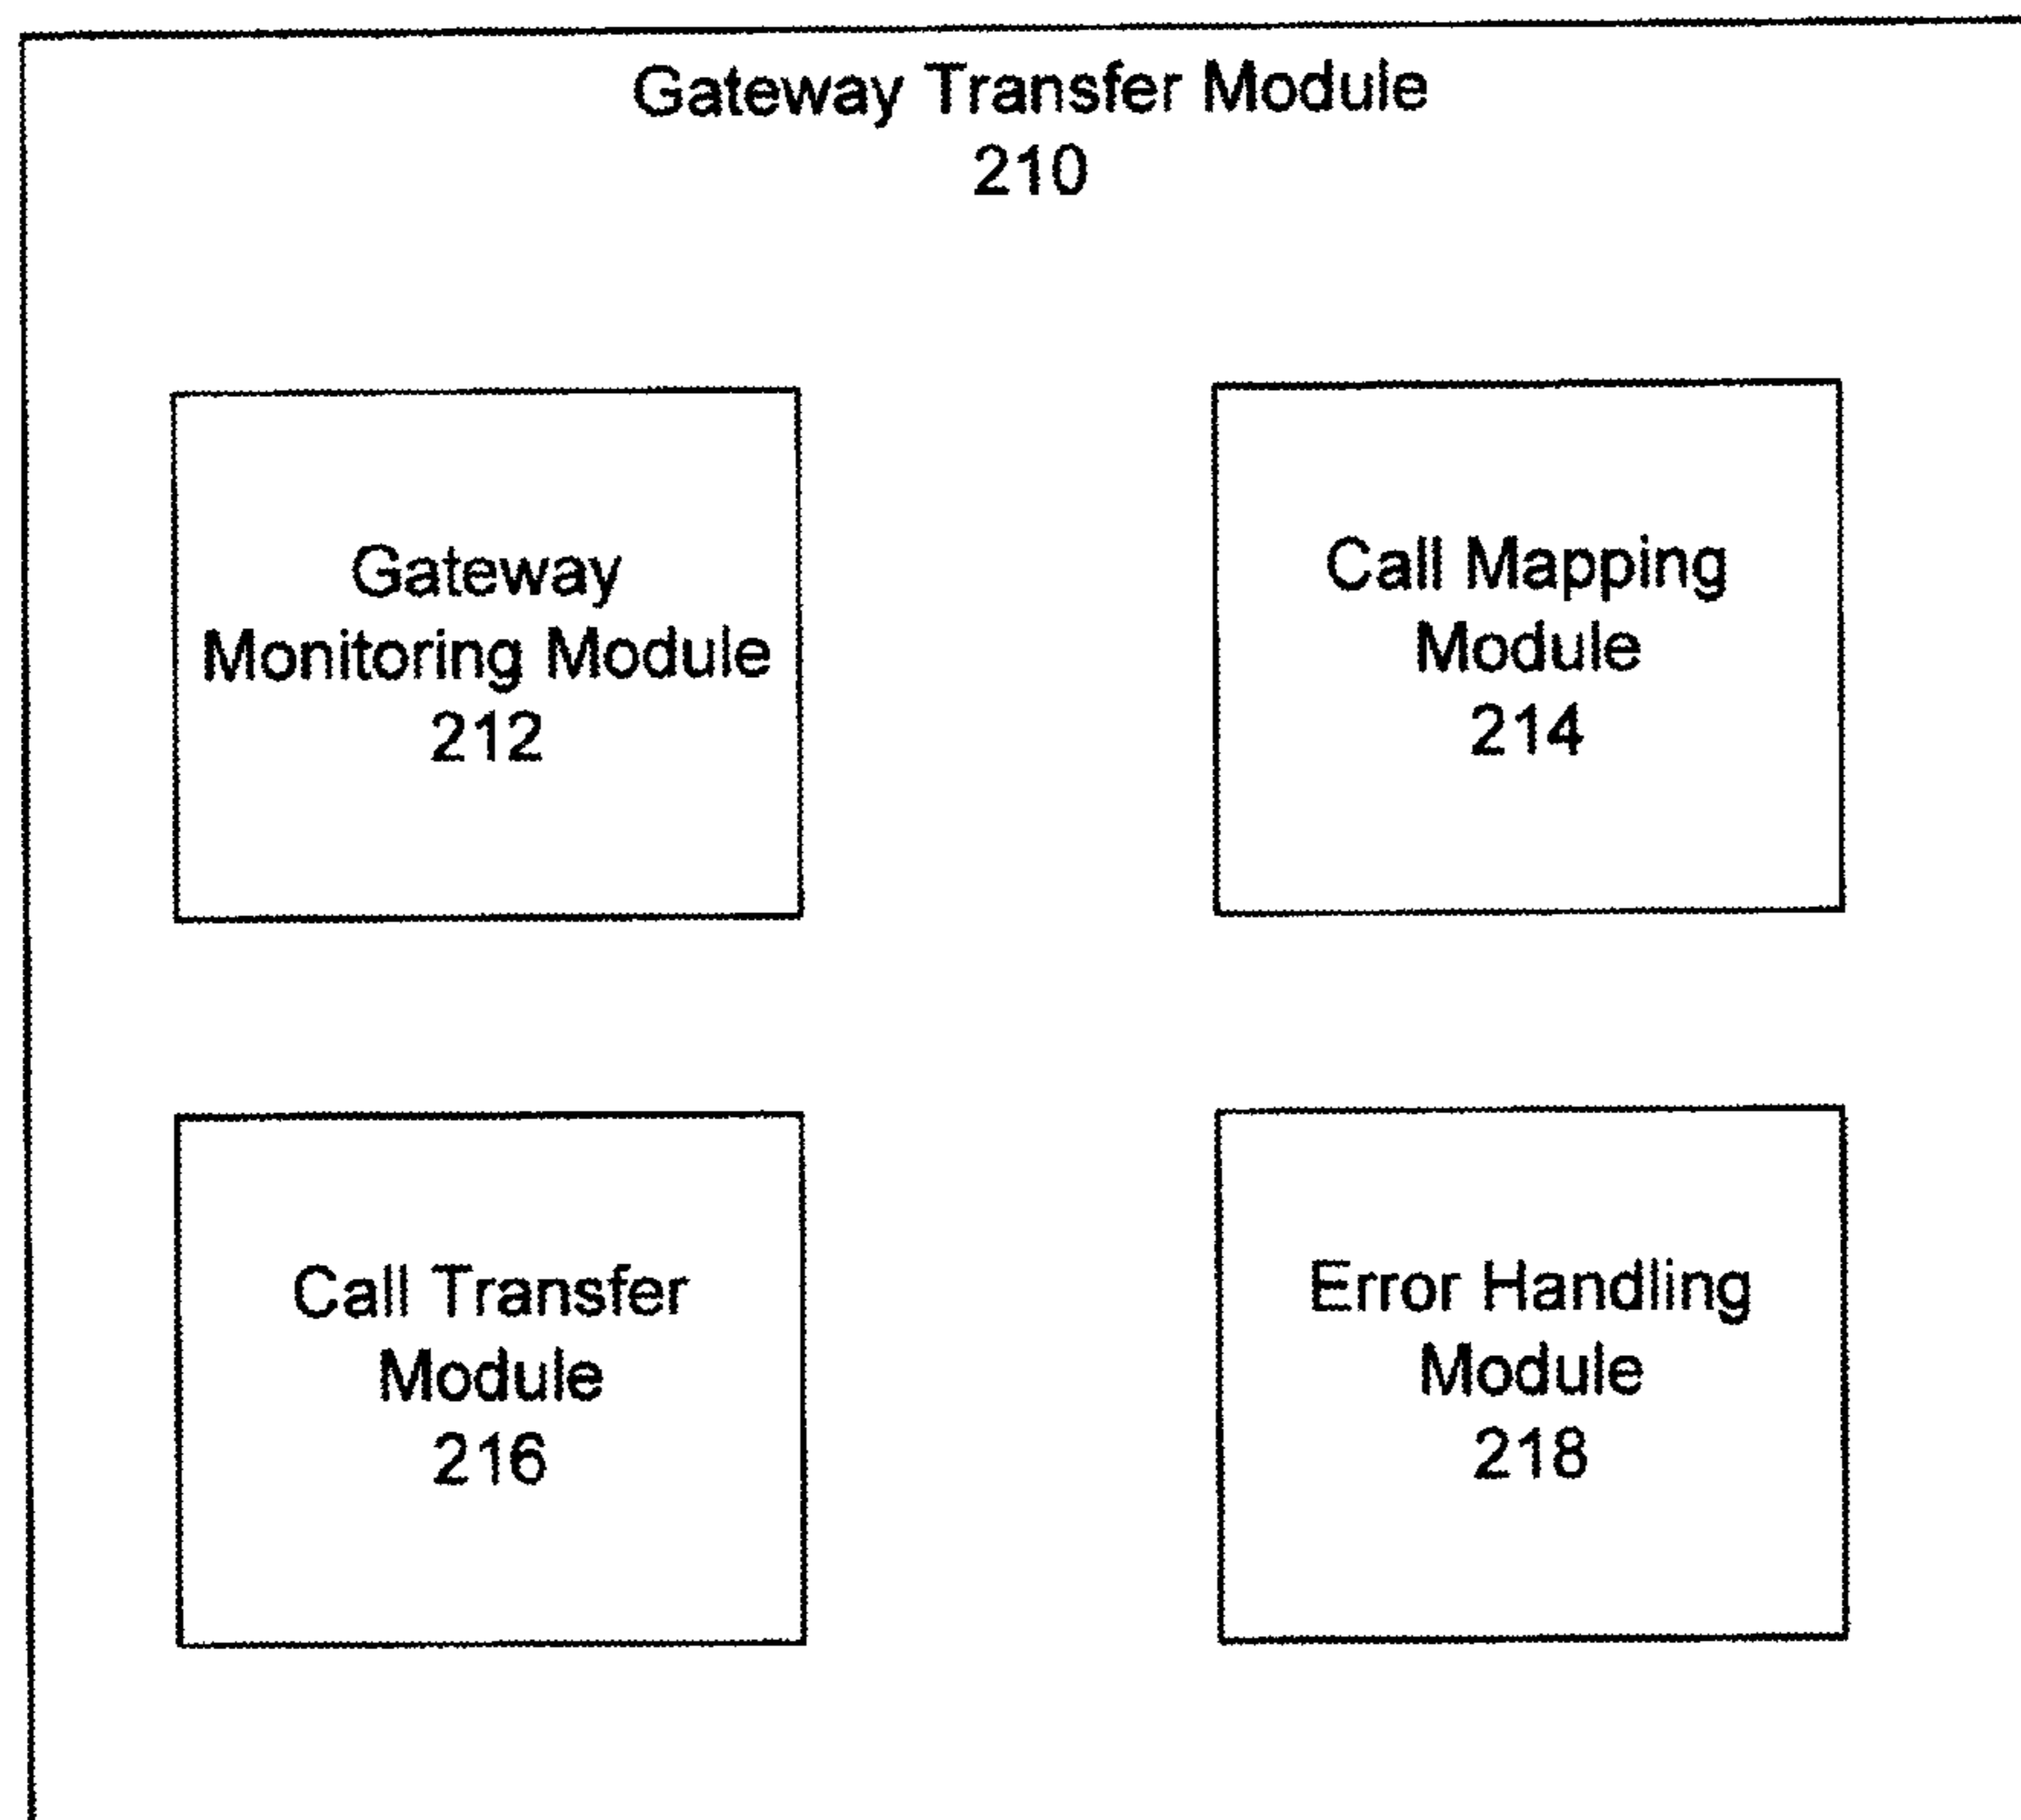 Gateway Transfer Module
210
Gateway
Monitoring Module
212
Call Mapping
Module
214
Call Transfer
Module
216
Error Handling
Module
218